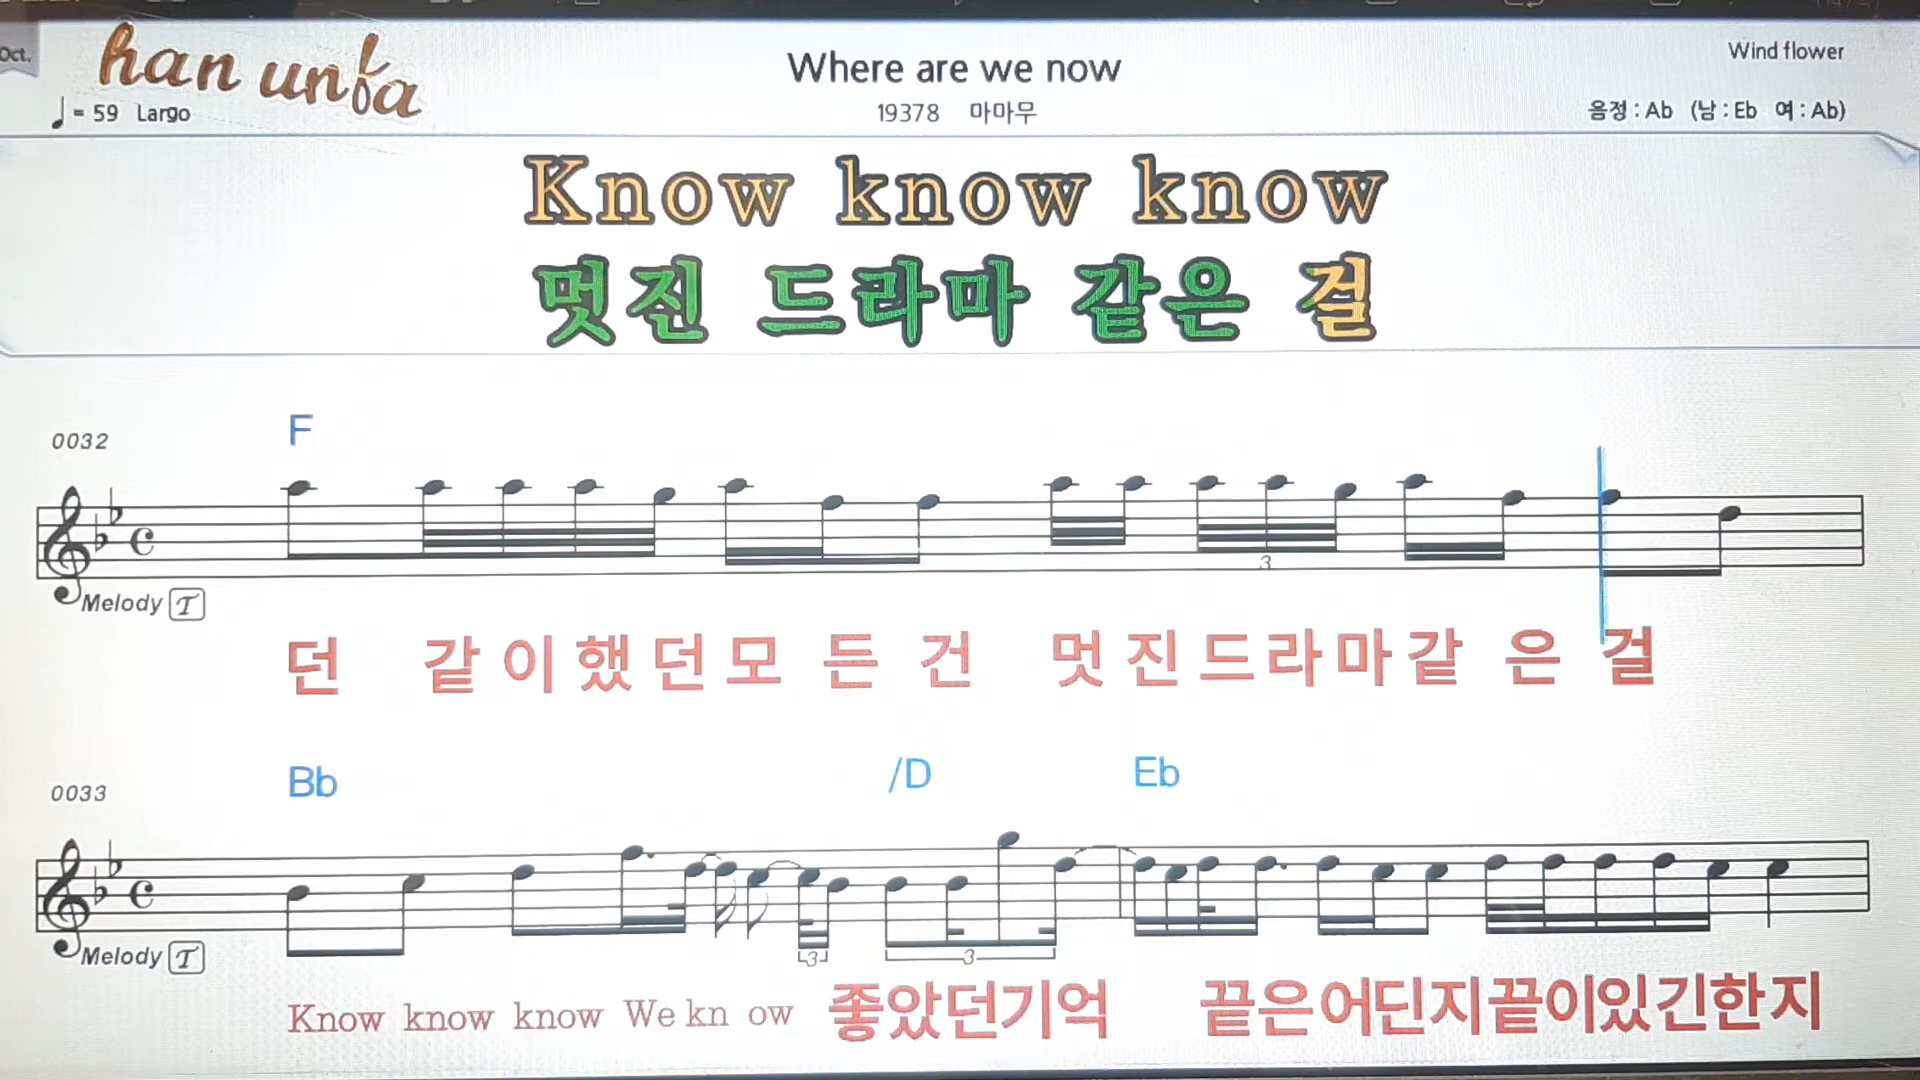 Oct.
han unfa
Where are we now
Wind flower
♩ = 59 Largo
19378 마마무
음정 : Ab (남 : Eb 여 : Ab)
Know know know
멋진 드라마 같은 걸
0032
F
3
Melody T
던 같이했던모든건 멋진드라마같은걸
0033
Bb /D Eb
3 3
Melody T
Know know know We kn ow 좋았던기억 끝은어딘지끝이있긴한지